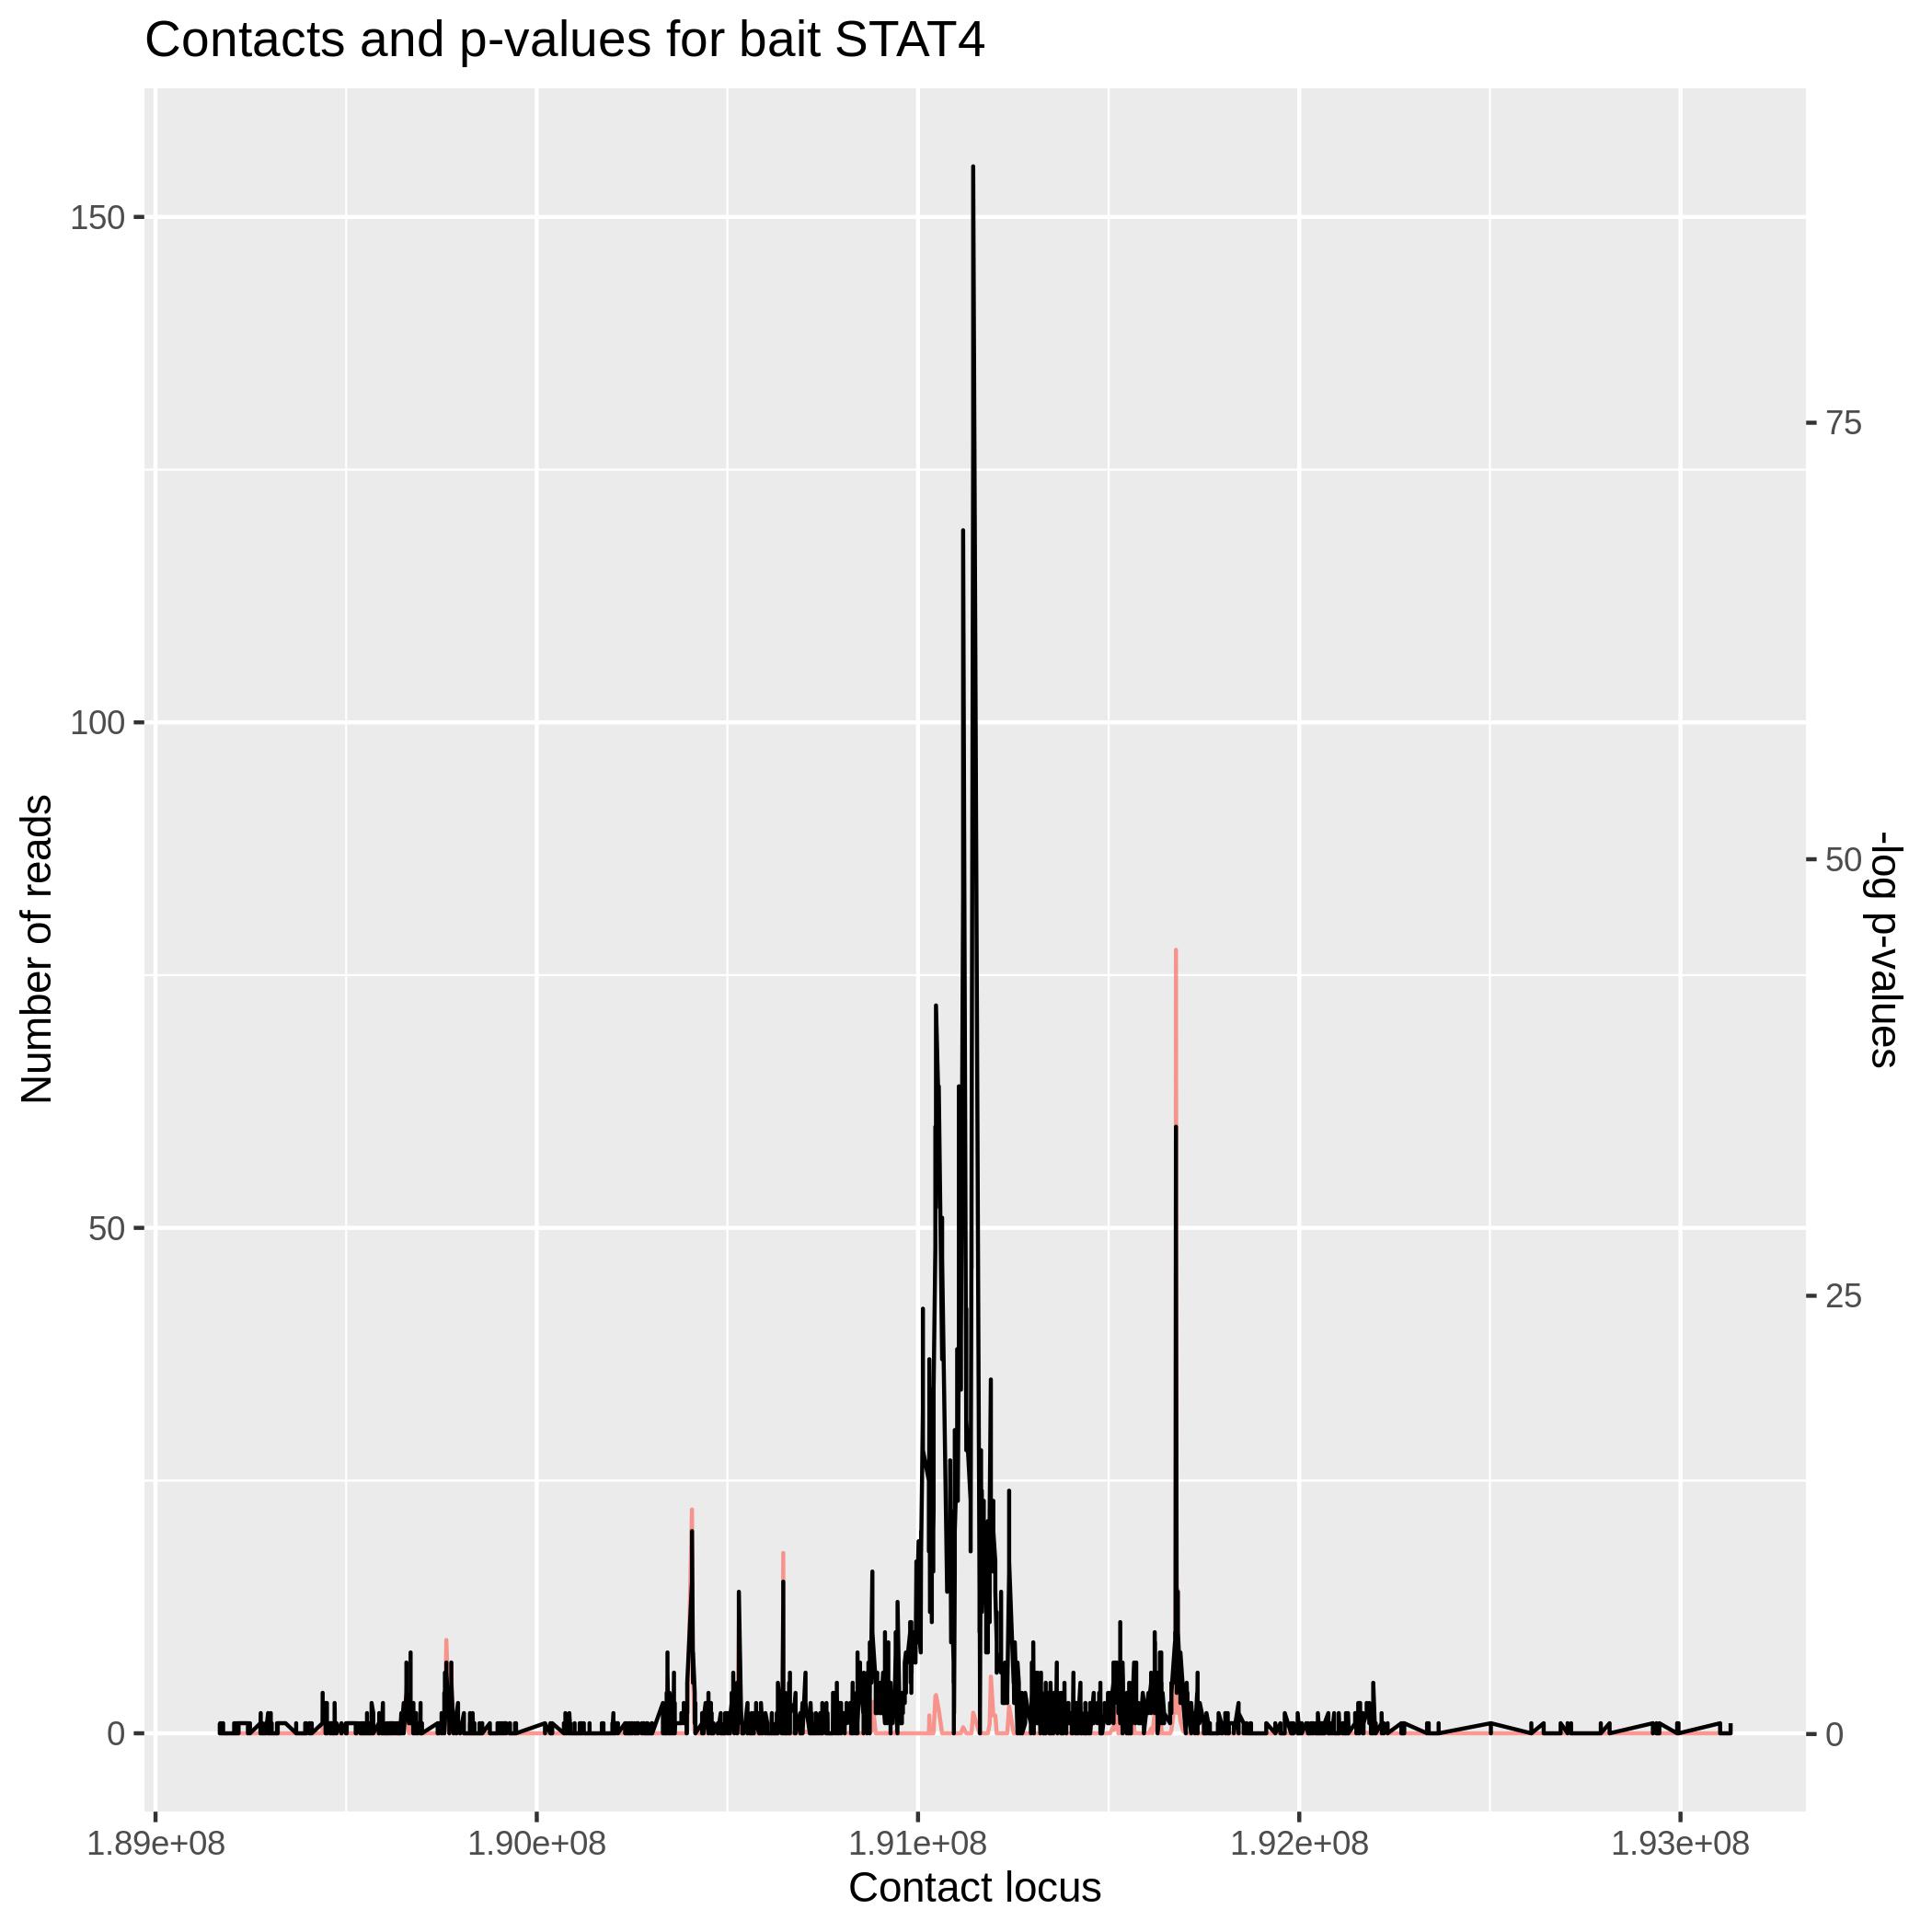 Contacts and p-values for bait STAT4
Number of reads
150
100
50
0
75
50
25
0
-log p-values
1.89e+08
1.90e+08
1.91e+08
1.92e+08
1.93e+08
Contact locus